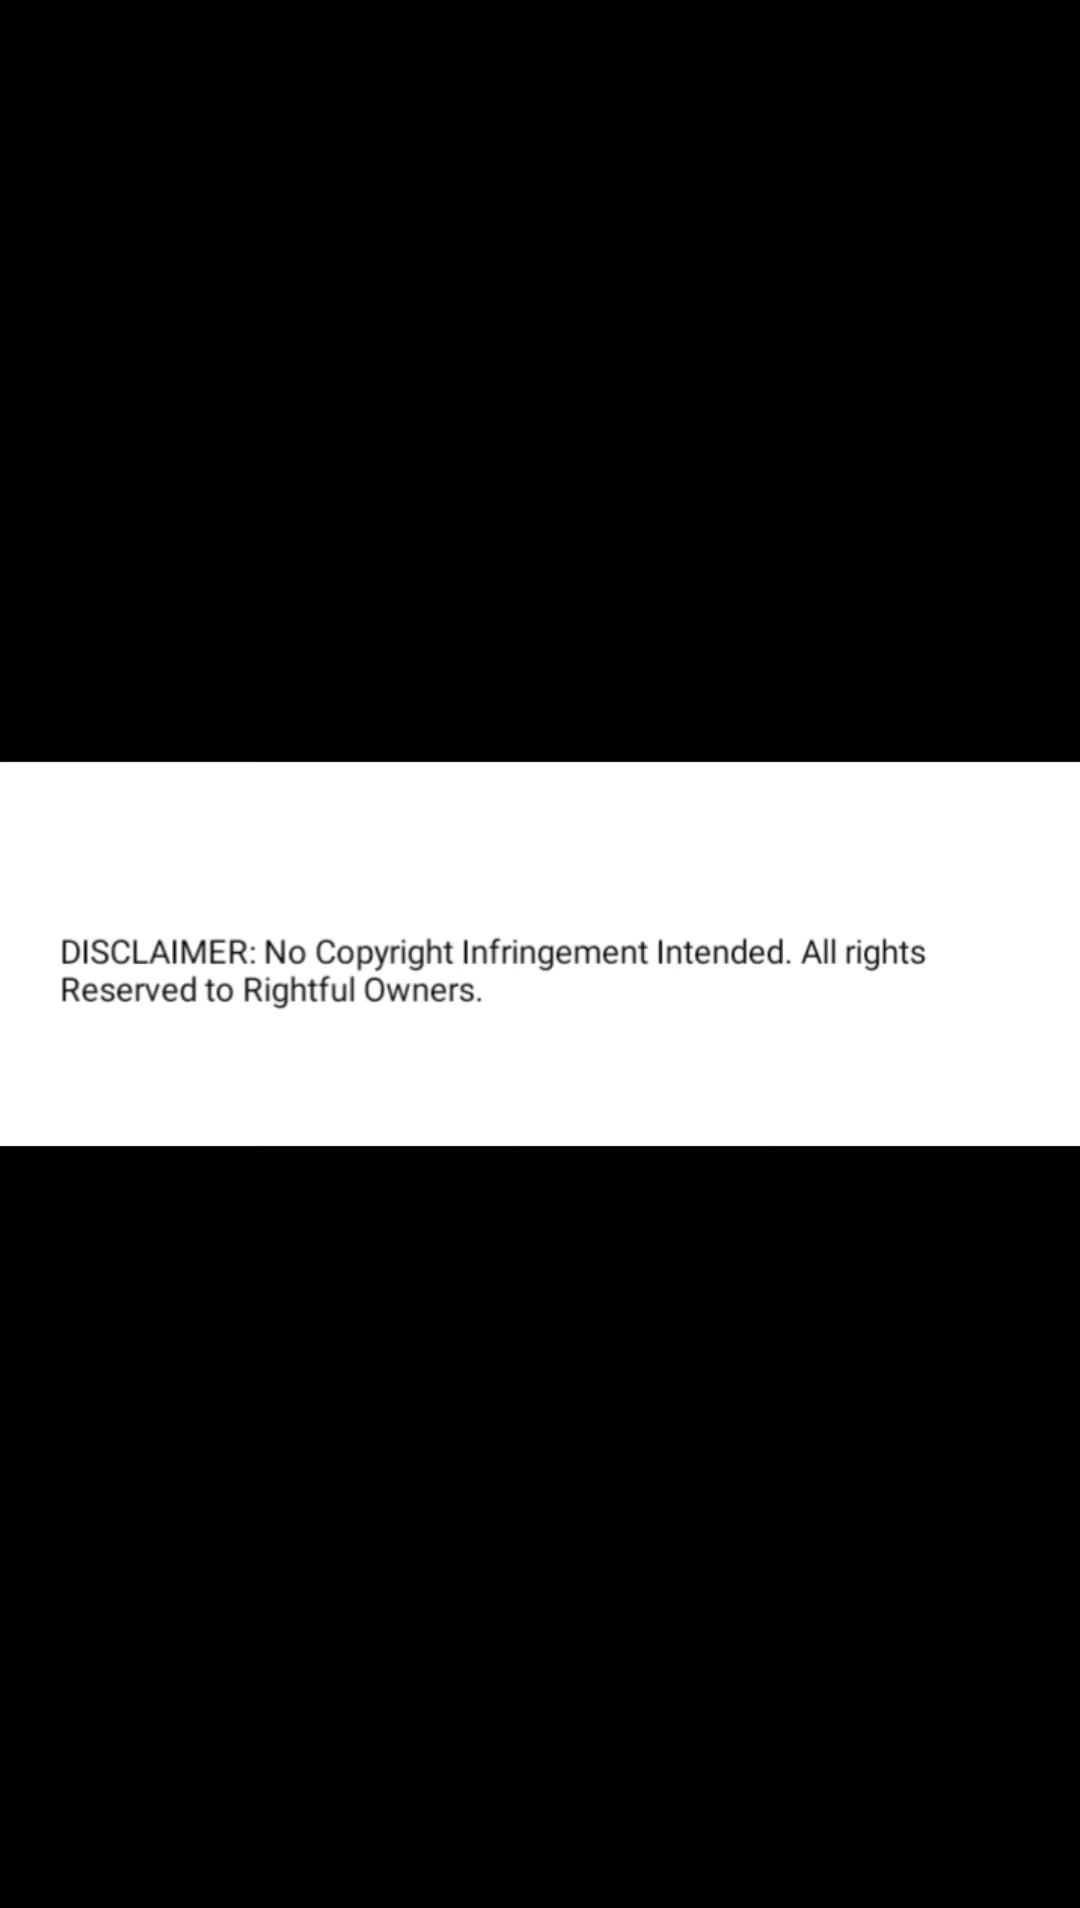 DISCLAIMER: No Copyright Infringement Intended. All rights
Reserved to Rightful Owners.